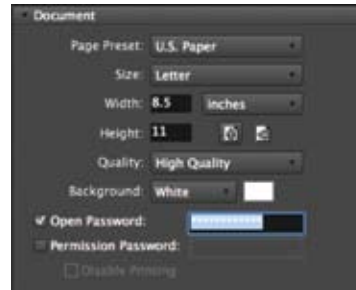 Document
Page Preset: U.S. Paper
Size: Letter
Width: 8.5 Inches
Height: 11
Quality: High Quality
Background: White
Open Password: ************
Permission Password:
Disable Printing